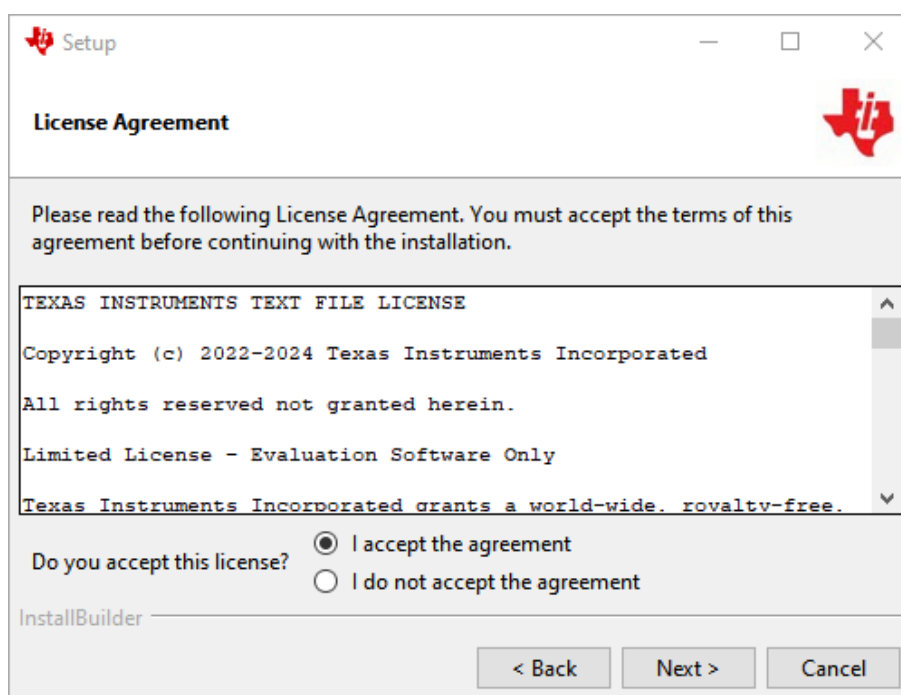 Setup
License Agreement
Please read the following License Agreement. You must accept the terms of this
agreement before continuing with the installation.
TEXAS INSTRUMENTS TEXT FILE LICENSE
Copyright (c) 2022-2024 Texas Instruments Incorporated
All rights reserved not granted herein.
Limited License - Evaluation Software Only
Texas Instruments Incorporated grants a world-wide, royalty-free,
Do you accept this license?
I accept the agreement
I do not accept the agreement
InstallBuilder
< Back
Next >
Cancel